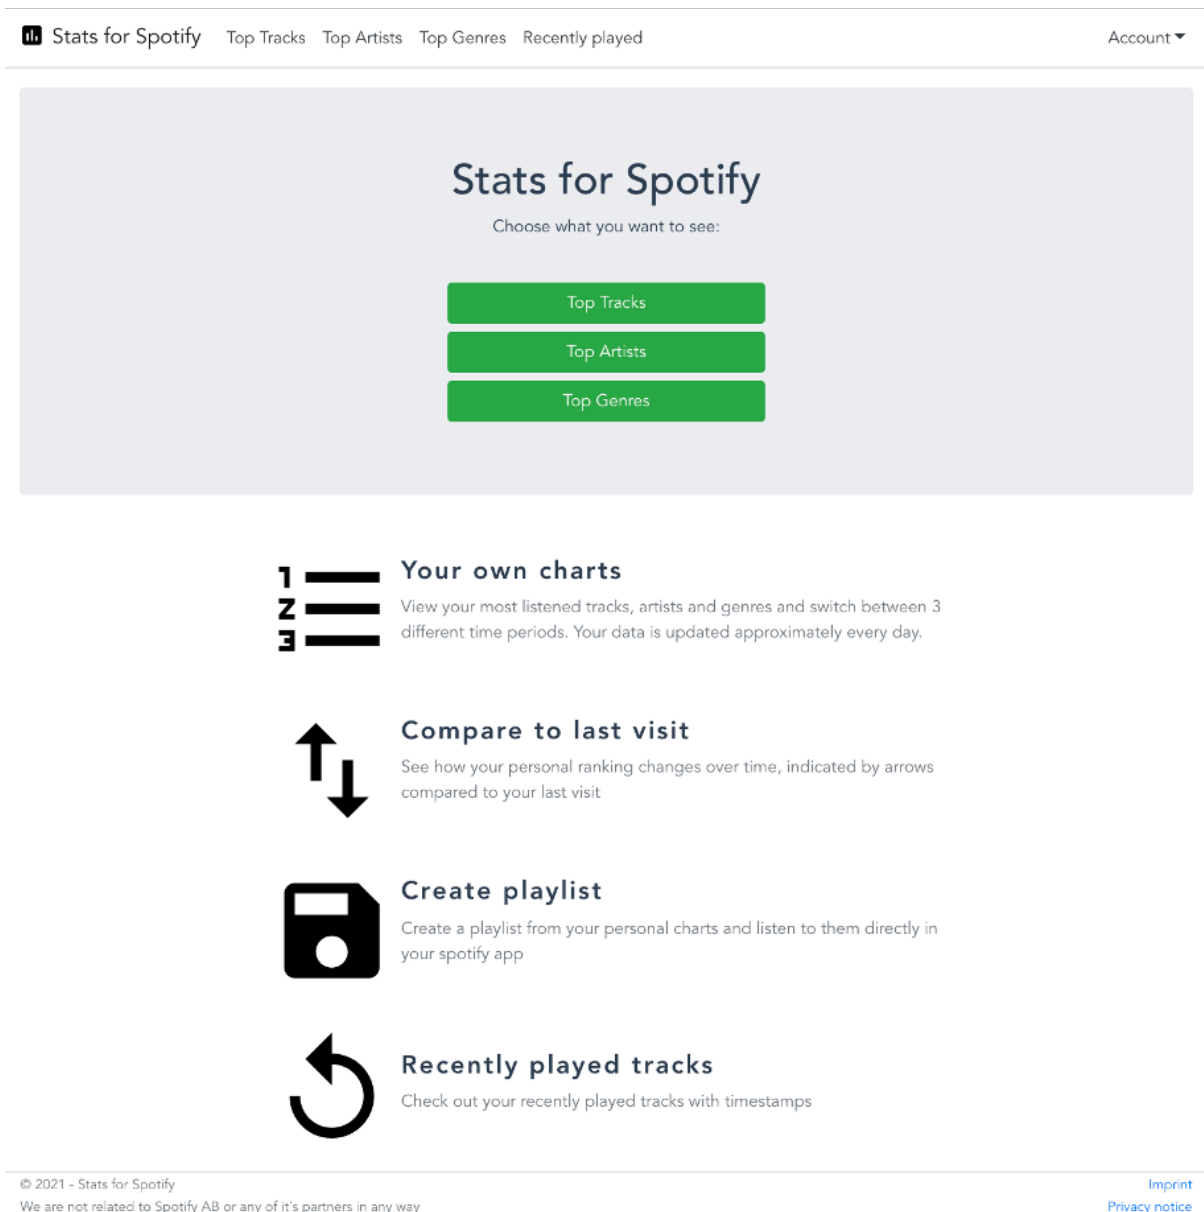 Stats for Spotify Top Tracks Top Artists Top Genres Recently played Account
Stats for Spotify
Choose what you want to see:
Top Tracks
Top Artists
Top Genres
1
2
3
Your own charts
View your most listened tracks, artists and genres and switch between 3
different time periods. Your data is updated approximately every day.
Compare to last visit
See how your personal ranking changes over time, indicated by arrows
compared to your last visit
Create playlist
Create a playlist from your personal charts and listen to them directly in
your spotify app
Recently played tracks
Check out your recently played tracks with timestamps
© 2021 - Stats for Spotify Imprint
We are not related to Spotify AB or any of it´s partners in any way Privacy notice